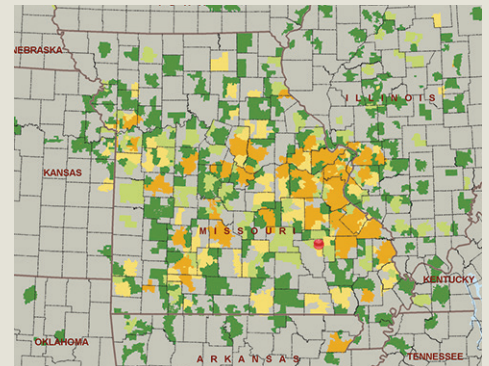 NEBRASKA
ILLINOIS
KANSAS
MISSOURI
KENTUCKY
OKLAHOMA
ARKANSAS
TENNESSEE